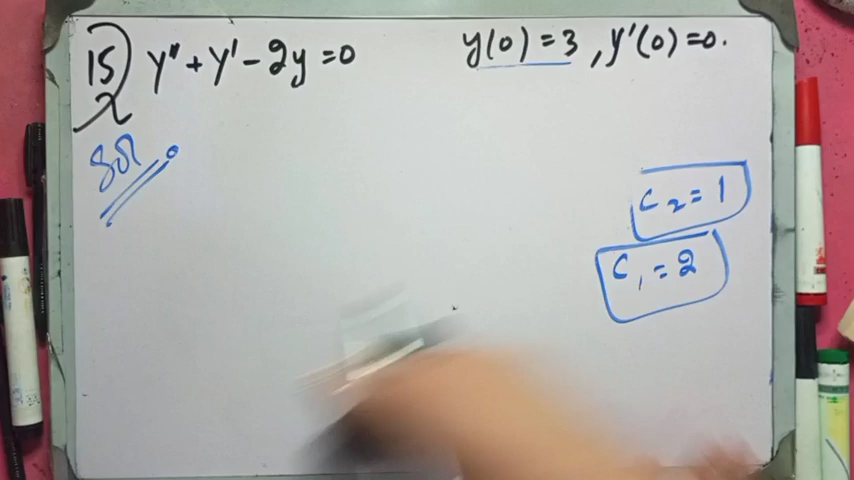 15) y" + y' - 2y = 0
y(0) = 3, y'(0) = 0.
Sol.
C₂ = 1
C₁ = 2